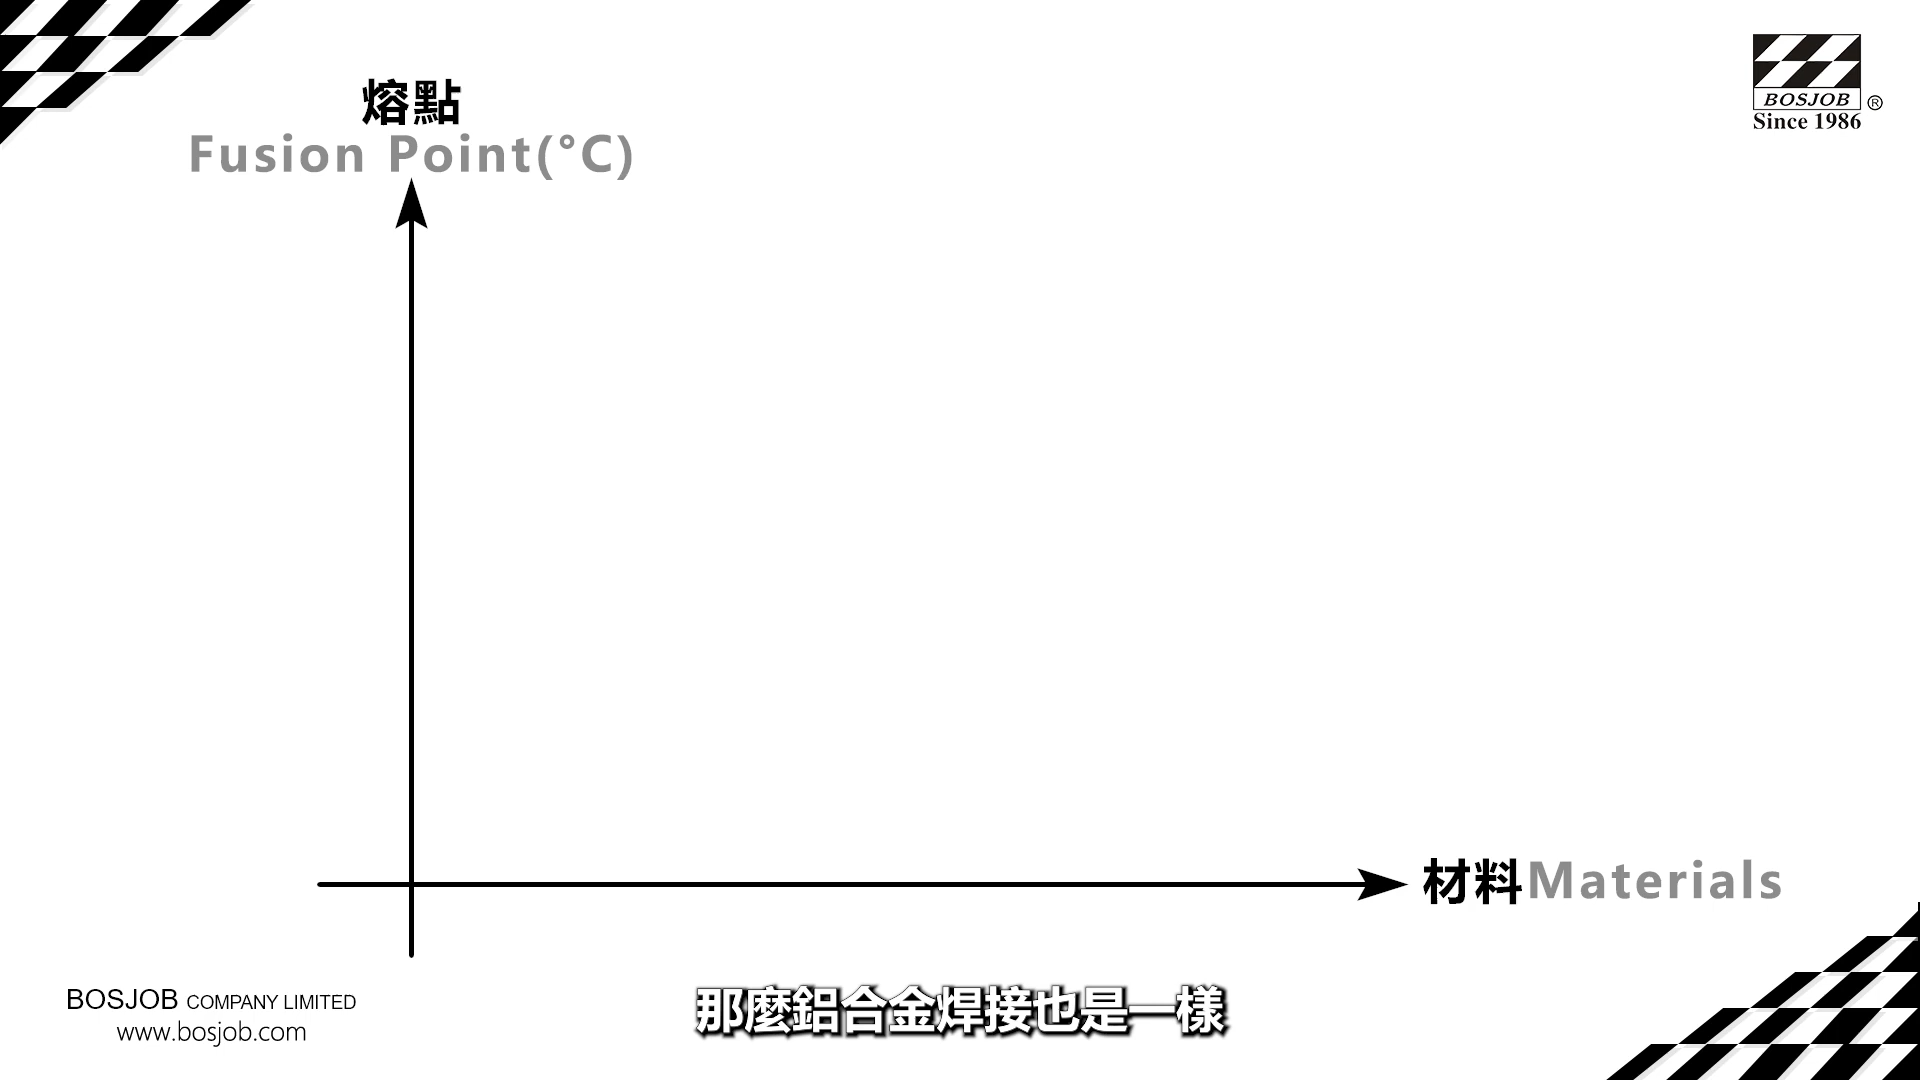 熔點
Fusion Point(°C)
BOSJOB
®
Since 1986
材料Materials
BOSJOB COMPANY LIMITED
www.bosjob.com
那麼鋁合金焊接也是一樣